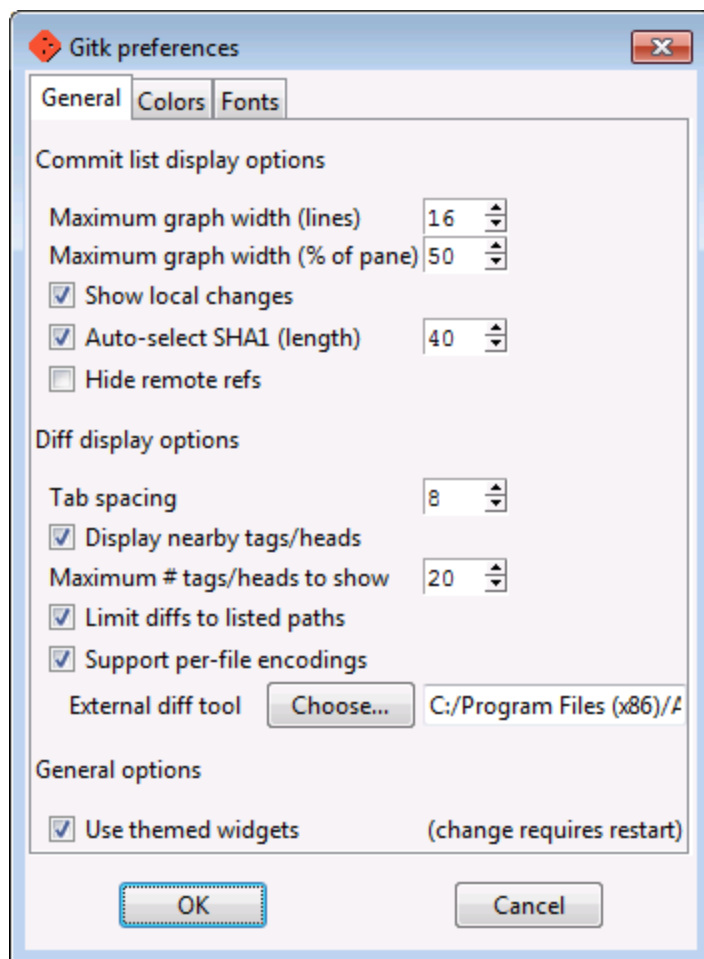 Gitk preferences
General Colors Fonts
Commit list display options
Maximum graph width (lines) 16
Maximum graph width (% of pane) 50
Show local changes
Auto-select SHA1 (length) 40
Hide remote refs
Diff display options
Tab spacing 8
Display nearby tags/heads
Maximum # tags/heads to show 20
Limit diffs to listed paths
Support per-file encodings
External diff tool Choose... C:/Program Files (x86)/A
General options
Use themed widgets (change requires restart)
OK Cancel